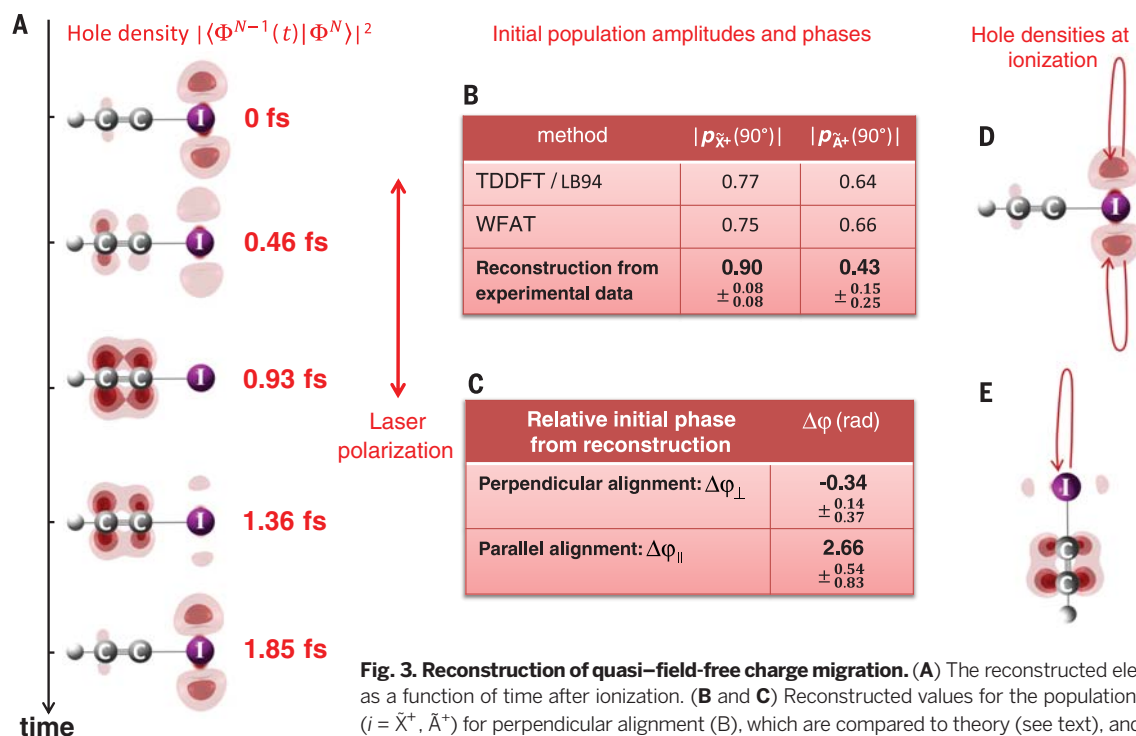 A
Hole density |⟨Φᴺ⁻¹(t)|Φᴺ⟩|²
C C I 0 fs
C C I 0.46 fs
C C I 0.93 fs
C C I 1.36 fs
C C I 1.85 fs
time
Laser
polarization
Initial population amplitudes and phases
B
method |p_X̃⁺(90°)| |p_Ã⁺(90°)|
TDDFT / LB94 0.77 0.64
WFAT 0.75 0.66
Reconstruction from experimental data 0.90 ± 0.08 0.08 0.43 ± 0.15 0.25
C
Relative initial phase from reconstruction Δφ (rad)
Perpendicular alignment: Δφ⊥ -0.34 ± 0.14 0.37
Parallel alignment: Δφ∥ 2.66 ± 0.54 0.83
Hole densities at
ionization
D
C C I
E
I
C
C
Fig. 3. Reconstruction of quasi–field-free charge migration. (A) The reconstructed ele
as a function of time after ionization. (B and C) Reconstructed values for the population
(i = X̃⁺, Ã⁺) for perpendicular alignment (B), which are compared to theory (see text), and